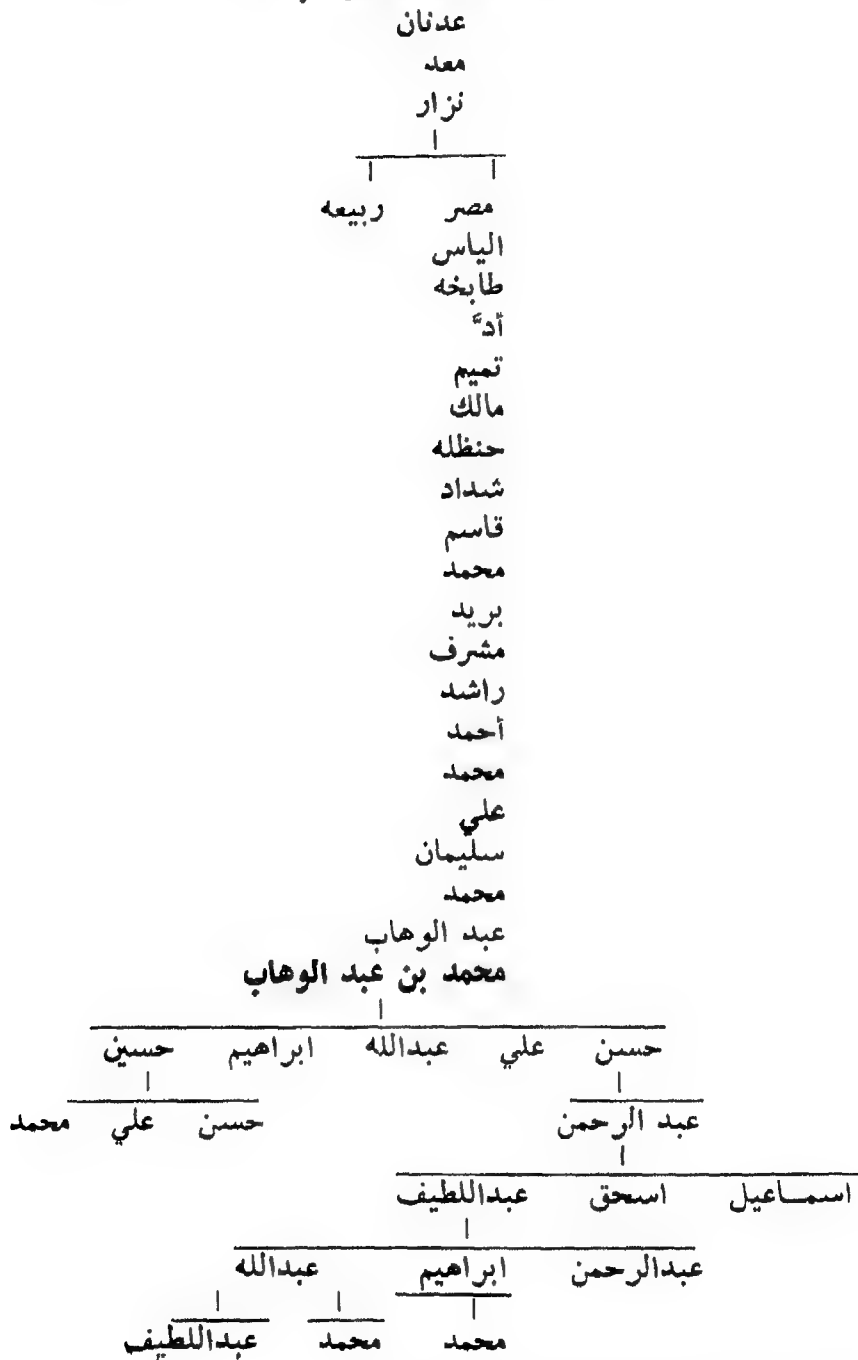 عدنان
معد
نزار
مصر ربيعه
الياس
طابخه
أدَّ
تميم
مالك
حنظله
شداد
قاسم
محمد
بريد
مشرف
راشد
أحمد
محمد
علي
سليمان
محمد
عبد الوهاب
محمد بن عبد الوهاب
حسن علي عبدالله ابراهيم حسين
عبد الرحمن حسن علي محمد
اسمـاعيل اسحق عبداللطيف
عبدالرحمن ابراهيم عبدالله
محمد محمد عبداللطيف